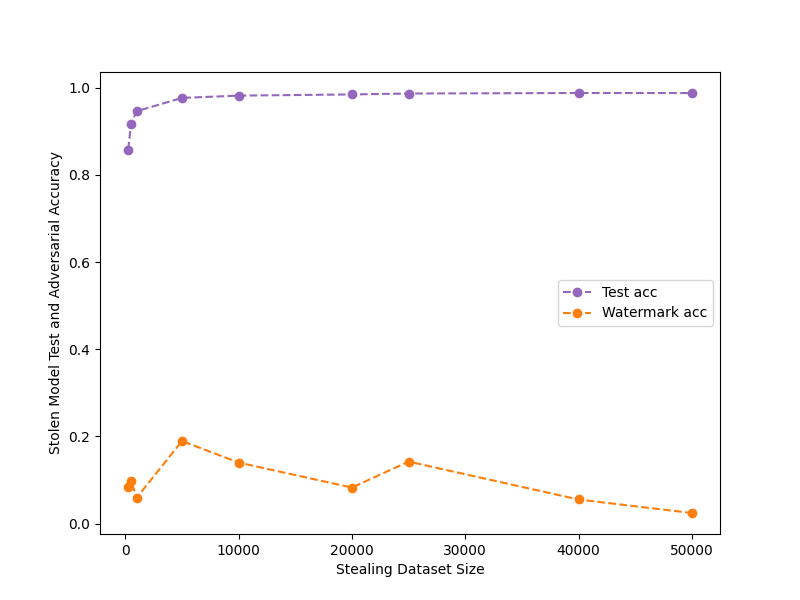 1.0
0.8
0.6
0.4
0.2
0.0
Stolen Model Test and Adversarial Accuracy
Test acc
Watermark acc
0 10000 20000 30000 40000 50000
Stealing Dataset Size